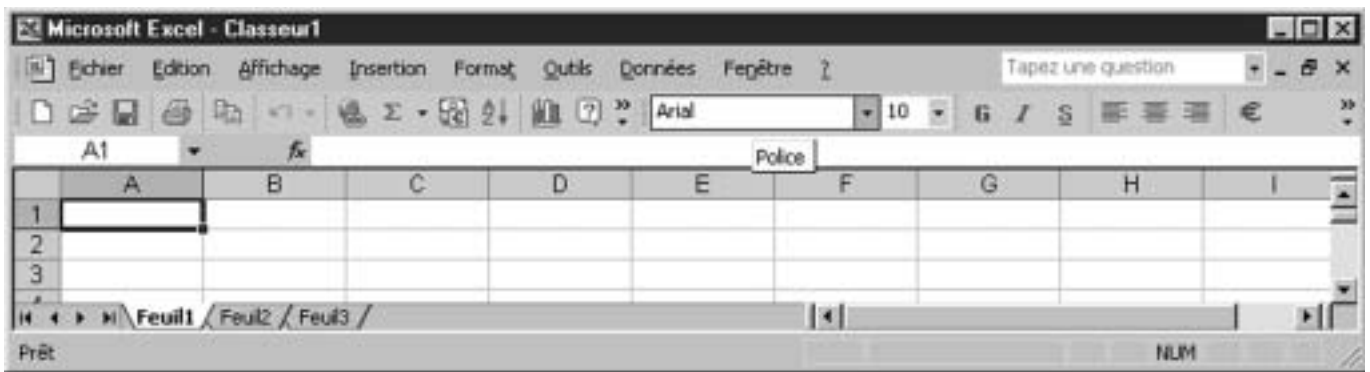 Microsoft Excel - Classeur1
Fichier Edition Affichage Insertion Format Outils Données Fenêtre ? Tapez une question
Σ Arial 10 G I S €
A1 fx
Police
A B C D E F G H I
1
2
3
Feuil1 Feuil2 Feuil3
Prêt NUM